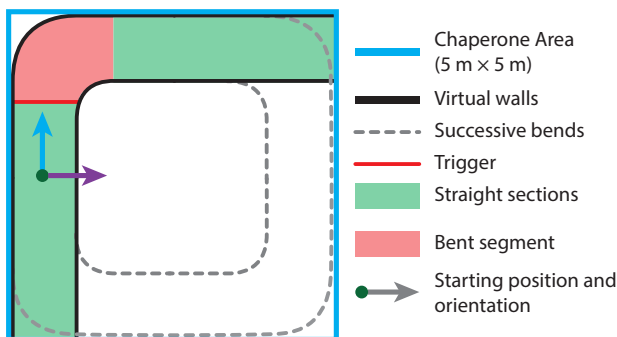 Chaperone Area
(5 m × 5 m)
Virtual walls
Successive bends
Trigger
Straight sections
Bent segment
Starting position and
orientation